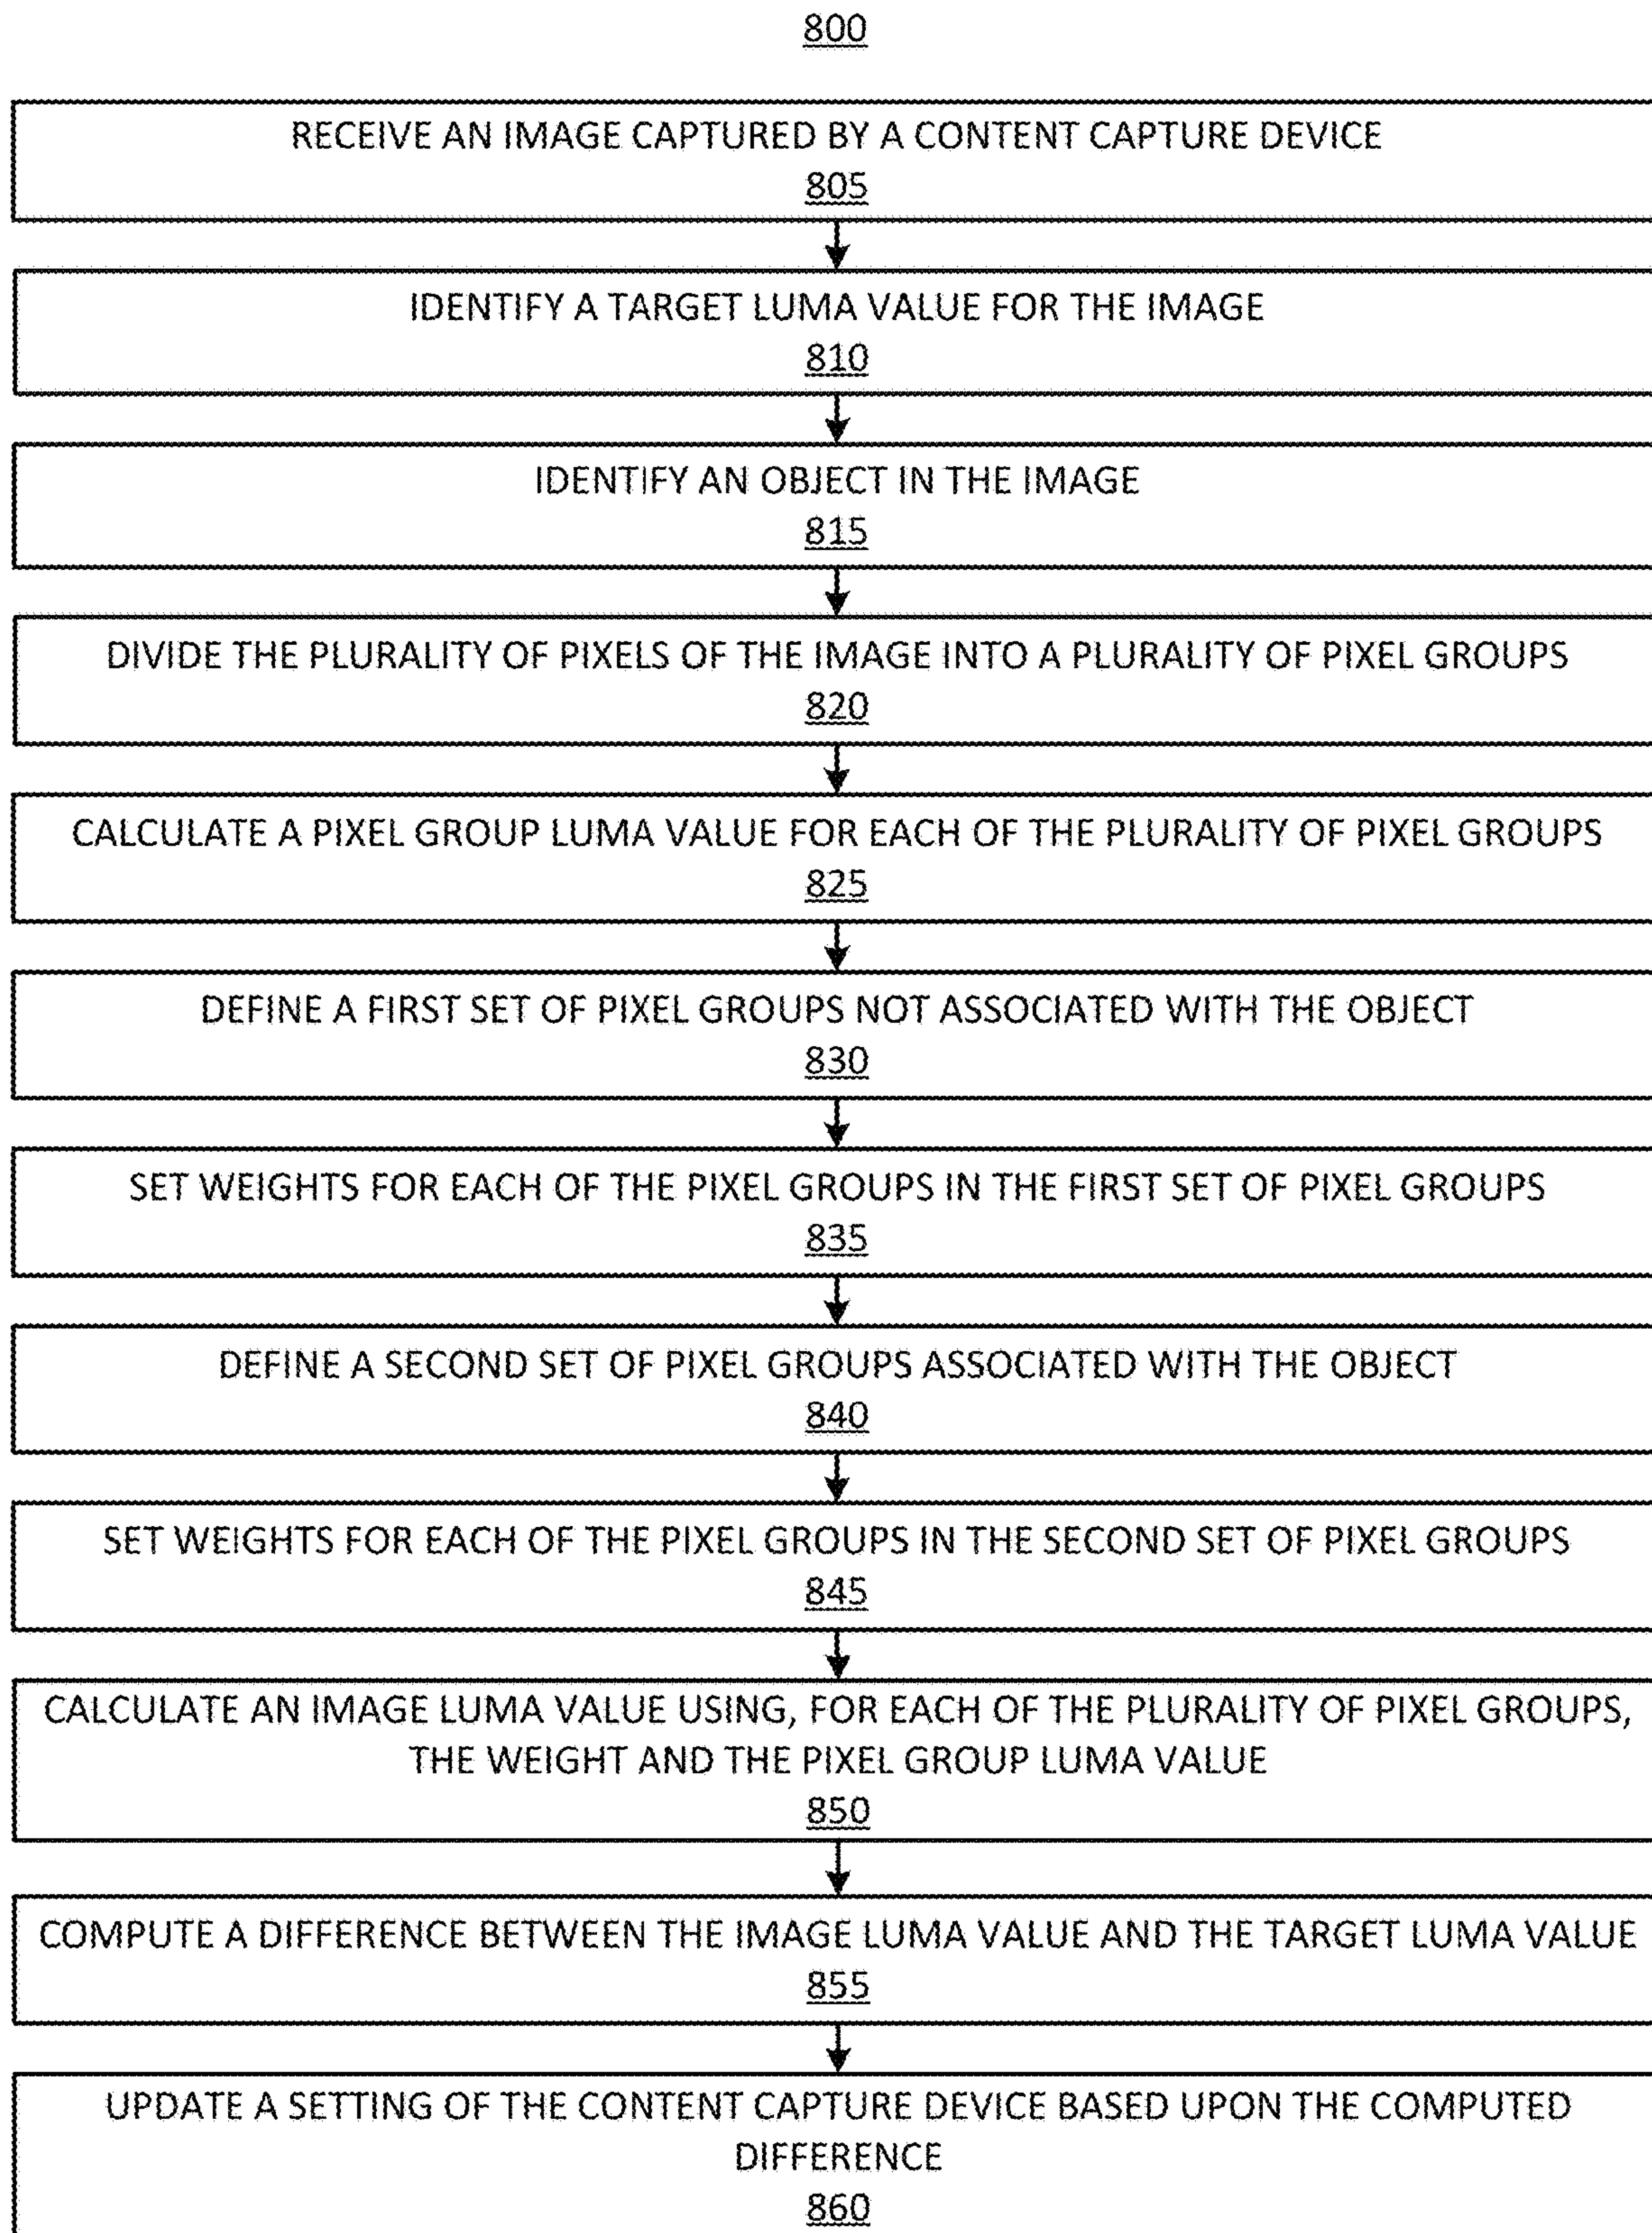 800
RECEIVE AN IMAGE CAPTURED BY A CONTENT CAPTURE DEVICE
805
IDENTIFY A TARGET LUMA VALUE FOR THE IMAGE
810
IDENTIFY AN OBJECT IN THE IMAGE
815
DIVIDE THE PLURALITY OF PIXELS OF THE IMAGE INTO A PLURALITY OF PIXEL GROUPS
820
CALCULATE A PIXEL GROUP LUMA VALUE FOR EACH OF THE PLURALITY OF PIXEL GROUPS
825
DEFINE A FIRST SET OF PIXEL GROUPS NOT ASSOCIATED WITH THE OBJECT
830
SET WEIGHTS FOR EACH OF THE PIXEL GROUPS IN THE FIRST SET OF PIXEL GROUPS
835
DEFINE A SECOND SET OF PIXEL GROUPS ASSOCIATED WITH THE OBJECT
840
SET WEIGHTS FOR EACH OF THE PIXEL GROUPS IN THE SECOND SET OF PIXEL GROUPS
845
CALCULATE AN IMAGE LUMA VALUE USING, FOR EACH OF THE PLURALITY OF PIXEL GROUPS,
THE WEIGHT AND THE PIXEL GROUP LUMA VALUE
850
COMPUTE A DIFFERENCE BETWEEN THE IMAGE LUMA VALUE AND THE TARGET LUMA VALUE
855
UPDATE A SETTING OF THE CONTENT CAPTURE DEVICE BASED UPON THE COMPUTED
DIFFERENCE
860